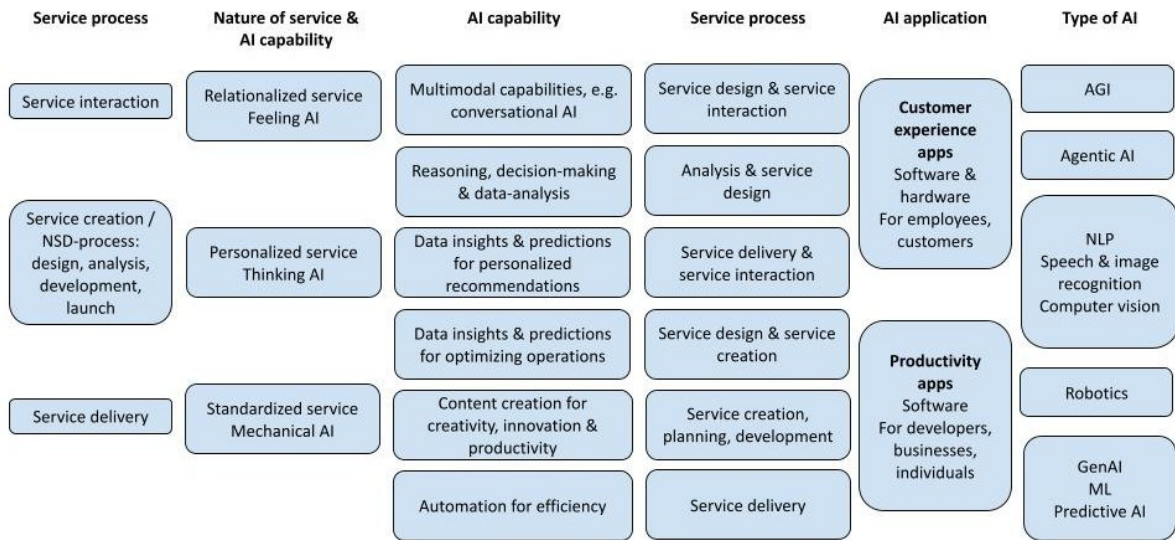 Service process
Nature of service &
AI capability
AI capability
Service process
AI application
Type of AI
Service interaction
Service creation /
NSD-process:
design, analysis,
development,
launch
Service delivery
Relationalized service
Feeling AI
Personalized service
Thinking AI
Standardized service
Mechanical AI
Multimodal capabilities, e.g.
conversational AI
Reasoning, decision-making
& data-analysis
Data insights & predictions
for personalized
recommendations
Data insights & predictions
for optimizing operations
Content creation for
creativity, innovation &
productivity
Automation for efficiency
Service design & service
interaction
Analysis & service
design
Service delivery &
service interaction
Service design & service
creation
Service creation,
planning, development
Service delivery
Customer
experience
apps
Software &
hardware
For employees,
customers
Productivity
apps
Software
For developers,
businesses,
individuals
AGI
Agentic AI
NLP
Speech & image
recognition
Computer vision
Robotics
GenAI
ML
Predictive AI